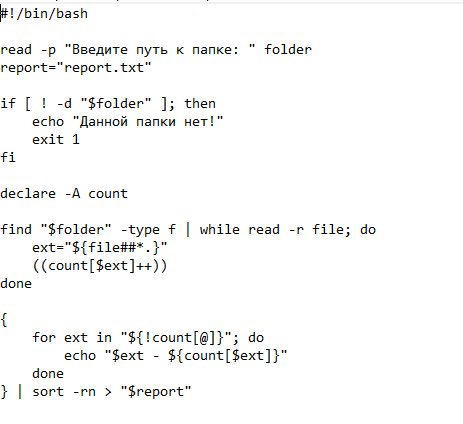 #!/bin/bash

read -p "Введите путь к папке: " folder
report="report.txt"

if [ ! -d "$folder" ]; then
    echo "Данной папки нет!"
    exit 1
fi

declare -A count

find "$folder" -type f | while read -r file; do
    ext="${file##*.}"
    ((count[$ext]++))
done

{
    for ext in "${!count[@]}"; do
        echo "$ext - ${count[$ext]}"
    done
} | sort -rn > "$report"